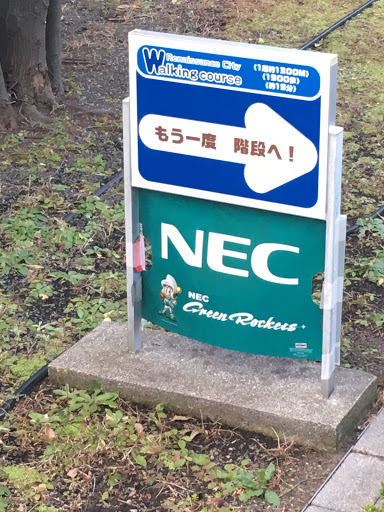 Renaissance City
Walking course
(1周約1300M)
(1900歩)
(約15分)
もう一度 階段へ!
NEC
NEC
Green Rockets